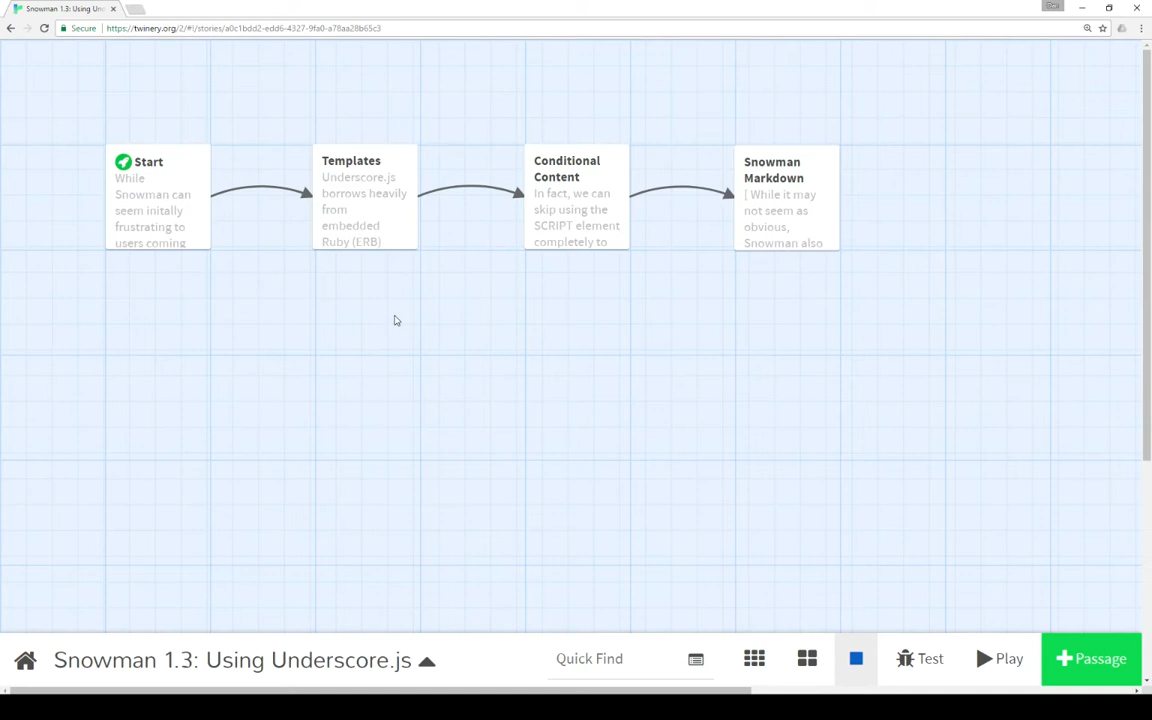 Snowman 1.3: Using Und
Secure
https://twinery.org/2/#!/stories/a0c1bdd2-edd6-4327-9fa0-a78aa28b65c3
Start
While
Snowman can
seem initally
frustrating to
users coming
Templates
Underscore.js
borrows heavily
from
embedded
Ruby (ERB)
Conditional
Content
In fact, we can
skip using the
SCRIPT element
completely to
Snowman
Markdown
[ While it may
not seem as
obvious,
Snowman also
Snowman 1.3: Using Underscore.js
Quick Find
Test
Play
Passage